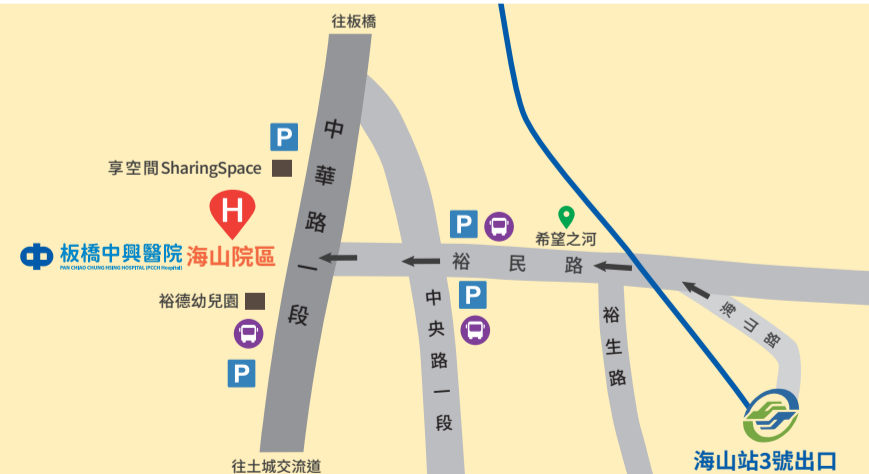 往板橋
中華路一段
P
享空間SharingSpace
H
板橋中興醫院
PAN CHIAO CHUNG HSING HOSPITAL (PCCH Hospital)
海山院區
裕德幼兒園
P
往土城交流道
P
希望之河
裕民路
P
中央路一段
裕生路
海山路
海山站3號出口